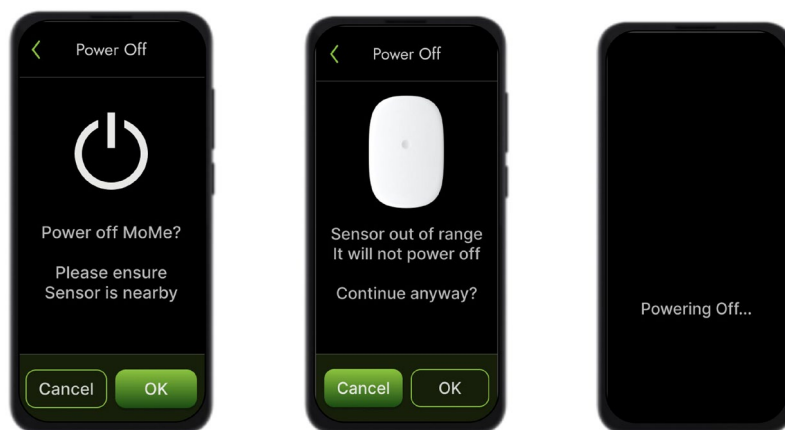 Power Off
Power off MoMe?
Please ensure
Sensor is nearby
Cancel
OK
Power Off
Sensor out of range
It will not power off
Continue anyway?
Cancel
OK
Powering Off...